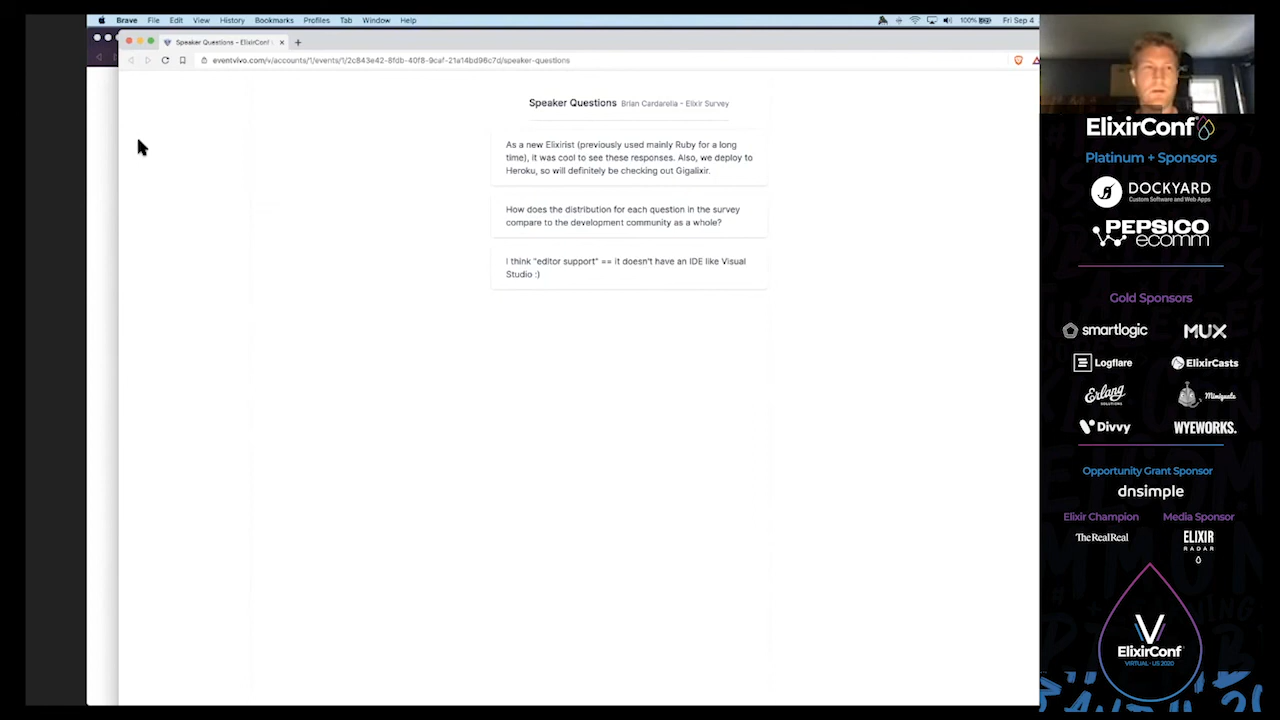 Brave File Edit View History Bookmarks Profiles Tab Window Help
100%
Fri Sep 4
Speaker Questions - ElixirConf
eventvivo.com/v/accounts/1/events/1/2c843e42-8fdb-40f8-9caf-21a14bd96c7d/speaker-questions
Speaker Questions Brian Cardarella - Elixir Survey
As a new Elixirist (previously used mainly Ruby for a long
time), it was cool to see these responses. Also, we deploy to
Heroku, so will definitely be checking out Gigalixir.
How does the distribution for each question in the survey
compare to the development community as a whole?
I think "editor support" == it doesn't have an IDE like Visual
Studio :)
ElixirConf
Platinum + Sponsors
DOCKYARD
Custom Software and Web Apps
PEPSICO
ecomm
Gold Sponsors
smartlogic
MUX
Logflare
ElixirCasts
Erlang
SOLUTIONS
Miniquads
Divvy
WYEWORKS.
Opportunity Grant Sponsor
dnsimple
Elixir Champion
Media Sponsor
TheRealReal
ELIXIR
RADAR
V
ElixirConf
VIRTUAL - US 2020